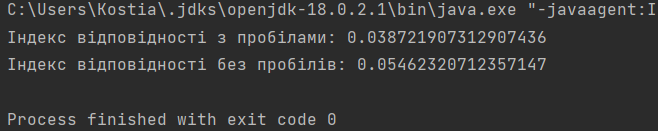 C:\Users\Kostia\.jdks\openjdk-18.0.2.1\bin\java.exe "-javaagent:I
Індекс відповідності з пробілами: 0.038721907312907436
Індекс відповідності без пробілів: 0.05462320712357147
Process finished with exit code 0